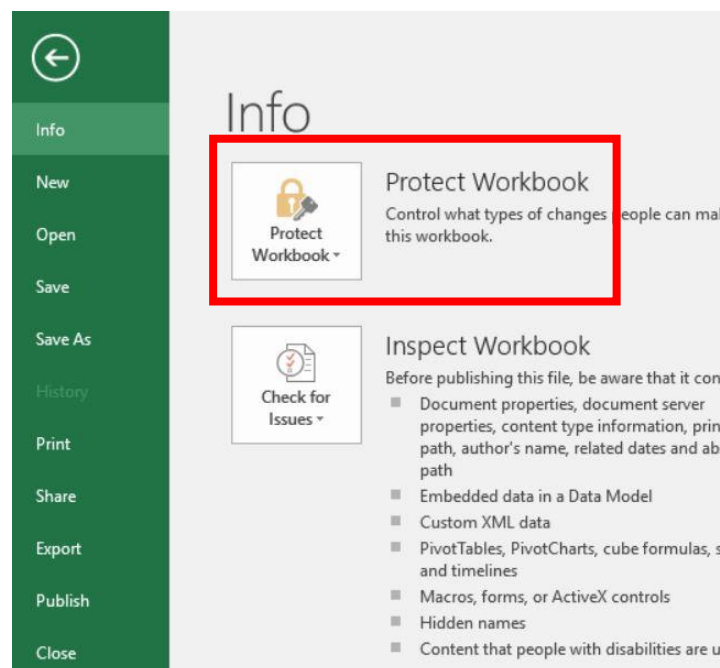 Info
New
Open
Save
Save As
History
Print
Share
Export
Publish
Close
Info
Protect
Workbook
Protect Workbook
Control what types of changes people can
this workbook.
Check for
Issues
Inspect Workbook
Before publishing this file, be aware that it
Document properties, document server
properties, content type information,
path, author's name, related dates and
path
Embedded data in a Data Model
Custom XML data
PivotTables, PivotCharts, cube formulas,
and timelines
Macros, forms, or ActiveX controls
Hidden names
Content that people with disabilities are